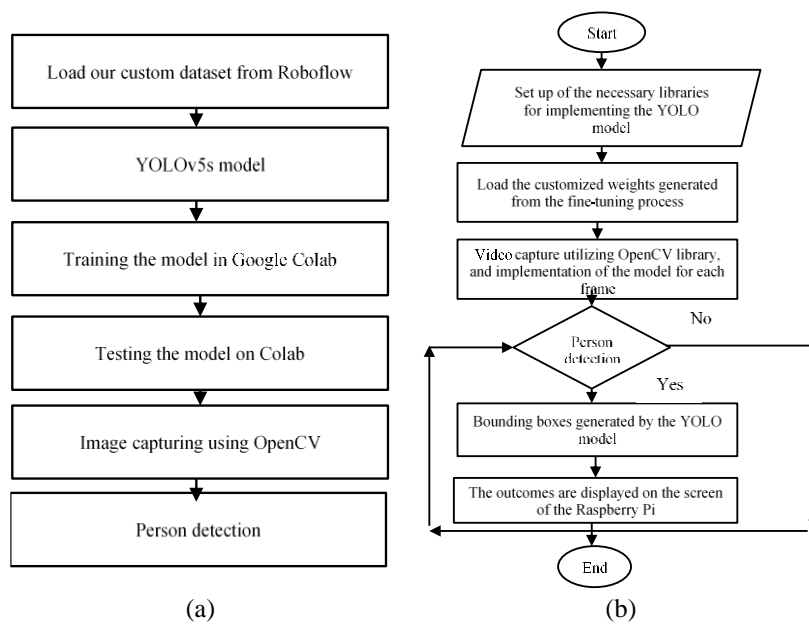 Load our custom dataset from Roboflow
YOLOv5s model
Training the model in Google Colab
Testing the model on Colab
Image capturing using OpenCV
Person detection
(a)
Start
Set up of the necessary libraries
for implementing the YOLO
model
Load the customized weights generated
from the fine-tuning process
Video capture utilizing OpenCV library,
and implementation of the model for each
frame
Person
detection
No
Yes
Bounding boxes generated by the YOLO
model
The outcomes are displayed on the screen
of the Raspberry Pi
End
(b)